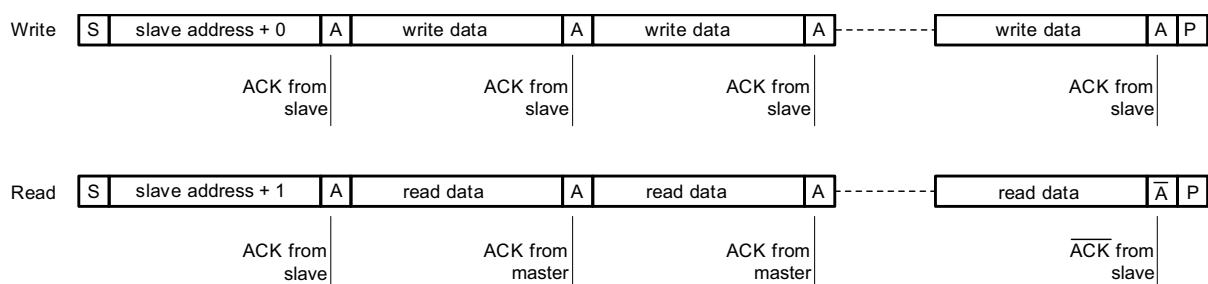 Write S slave address + 0 A write data A write data A write data A P
ACK from ACK from ACK from ACK from
slave slave slave slave
Read S slave address + 1 A read data A read data A read data A̅ P
ACK from ACK from ACK from A̅C̅K̅ from
slave master master slave